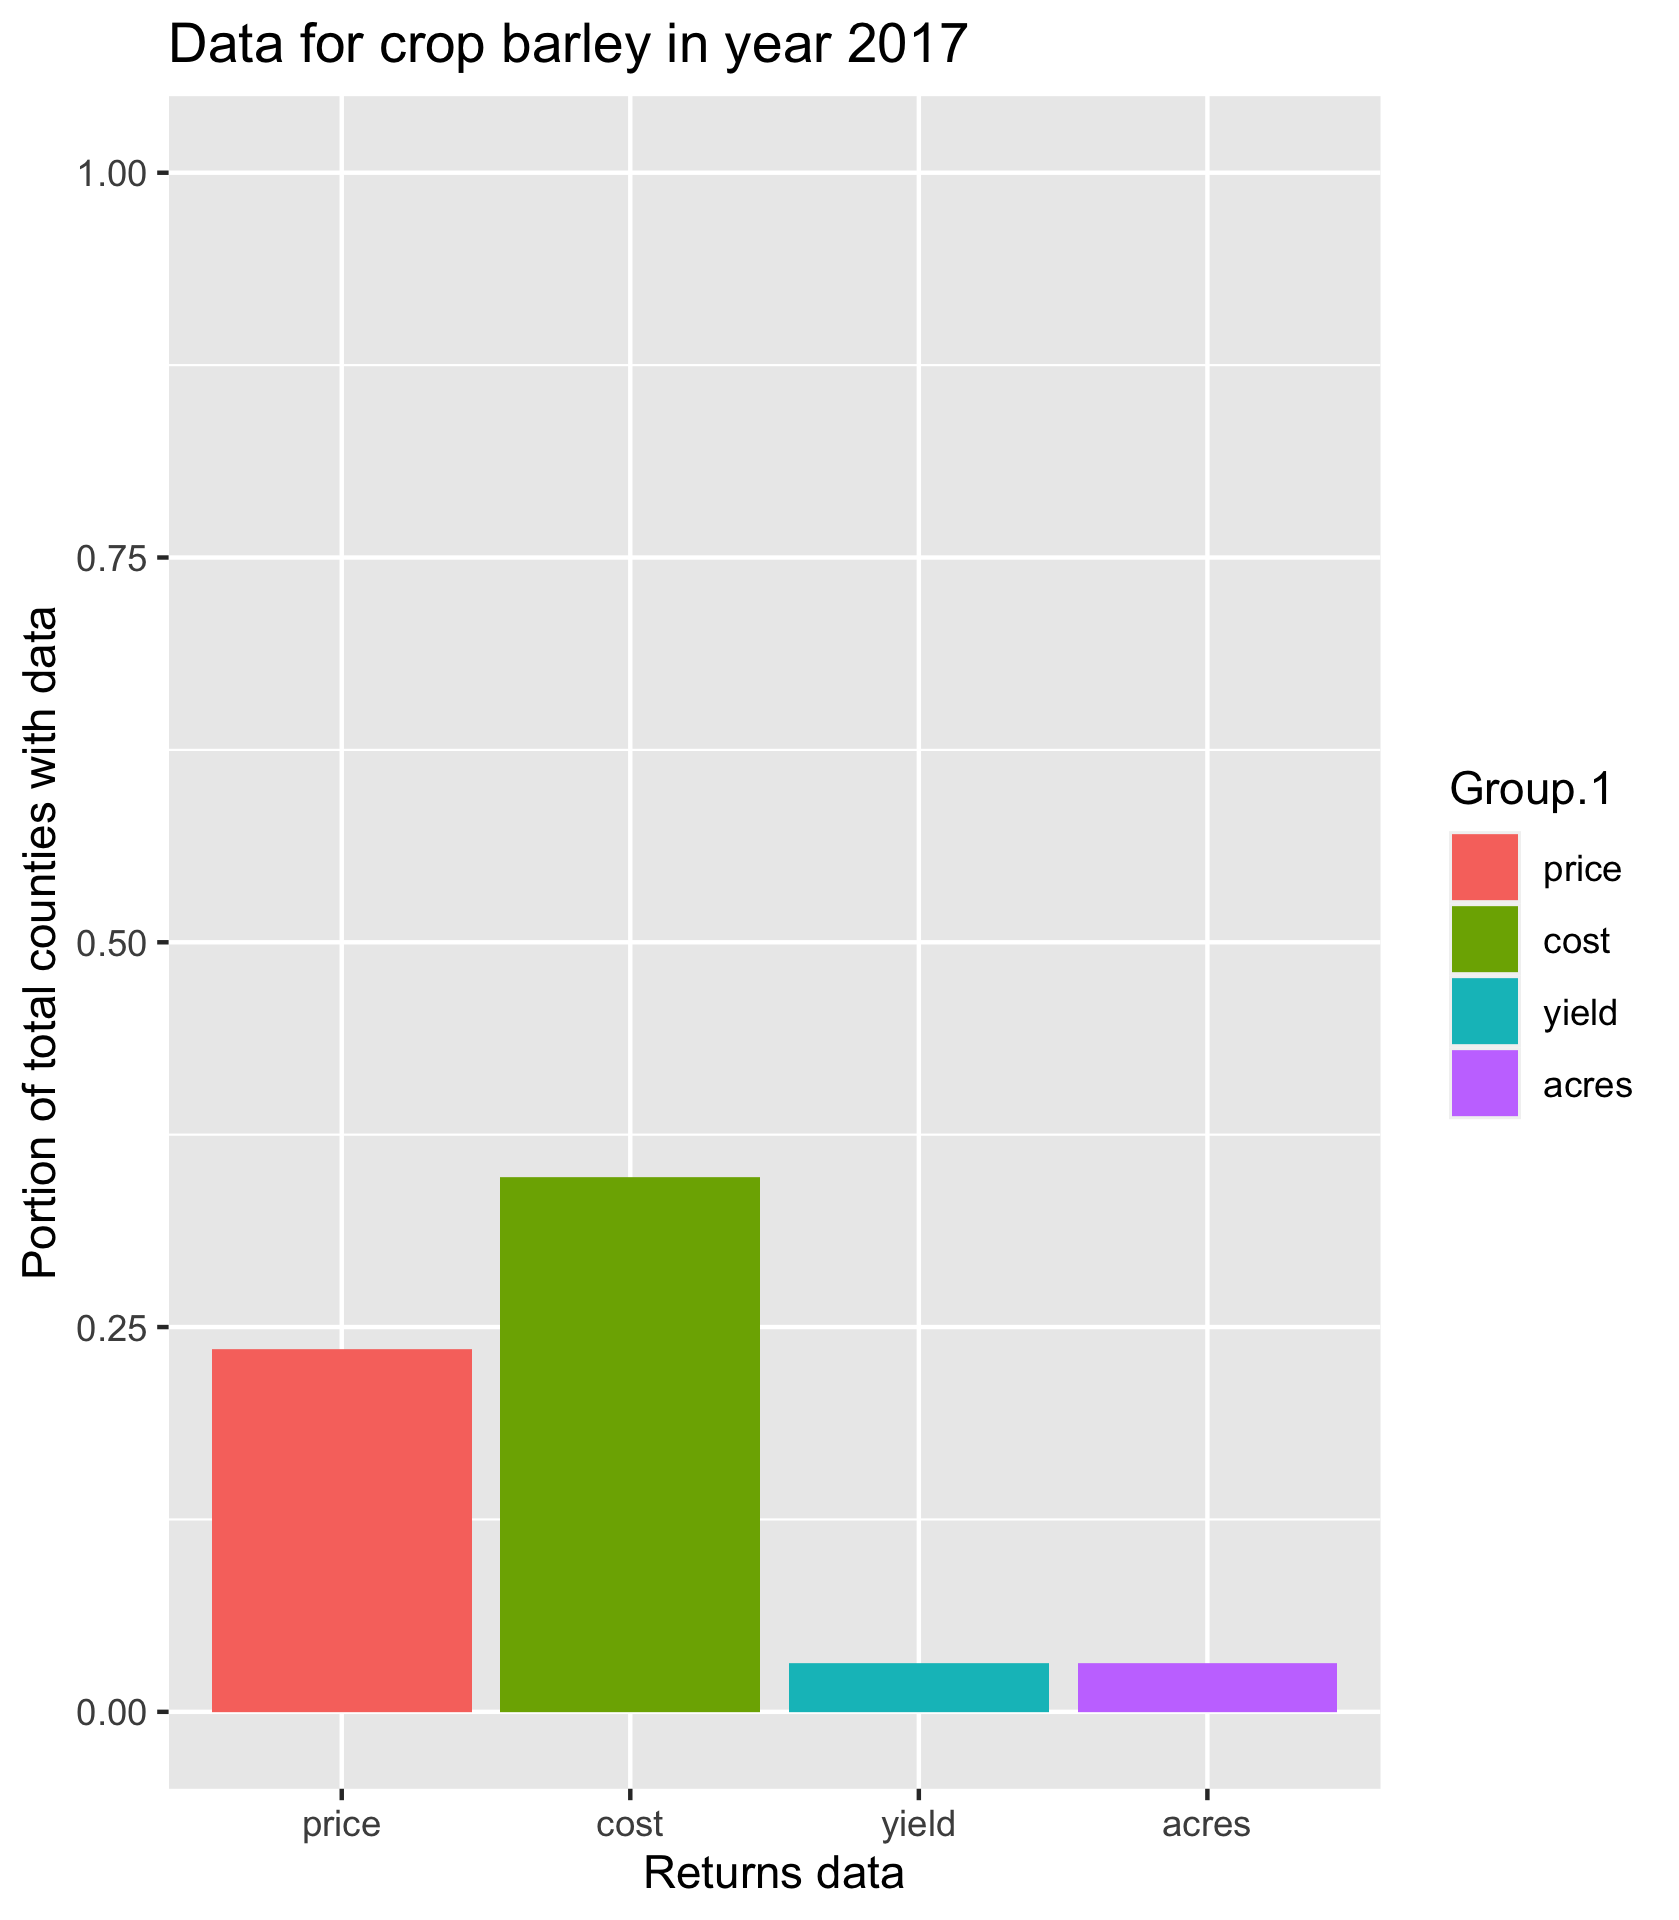 Data for crop barley in year 2017
1.00
0.75
0.50
0.25
0.00
Portion of total counties with data
price
cost
yield
acres
Returns data
Group.1
price
cost
yield
acres